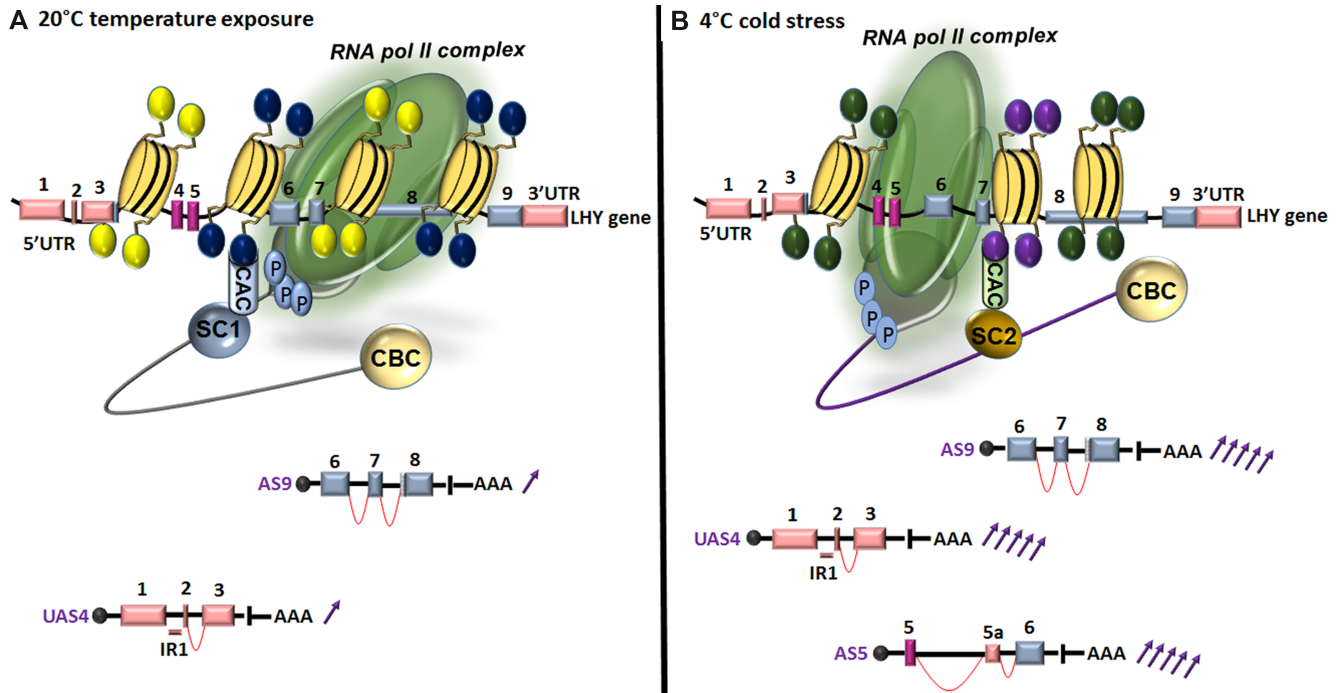 A 20°C temperature exposure
RNA pol II complex
1 2 3 4 5 6 7 8 9 3'UTR
5'UTR
LHY gene
CAC
P
P
P
SC1
CBC
6 7 8
AS9 AAA
1 2 3
UAS4 AAA
IR1
B 4°C cold stress
RNA pol II complex
1 2 3 4 5 6 7 8 9 3'UTR
5'UTR
LHY gene
CAC
P
P
P
SC2
CBC
6 7 8
AS9 AAA
1 2 3
UAS4 AAA
IR1
5 5a 6
AS5 AAA